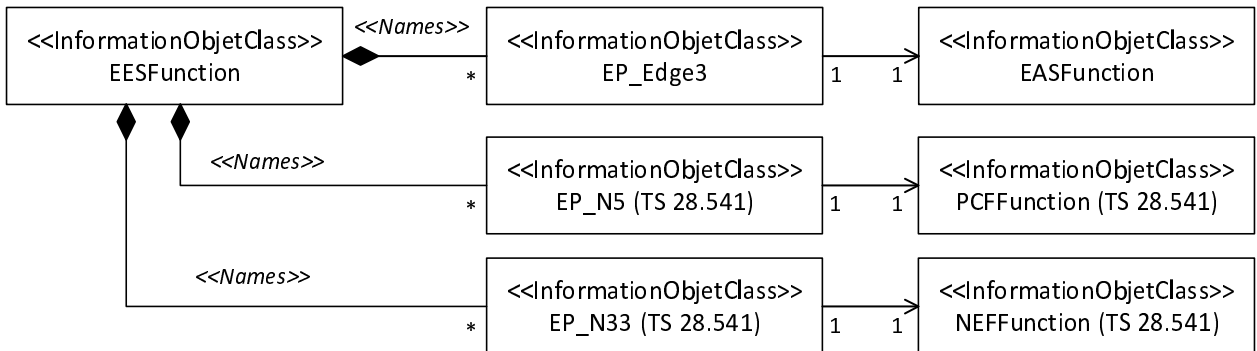 <<Names>>
<<InformationObjetClass>>
EESFunction
*
<<InformationObjetClass>>
EP_Edge3
1
1
<<InformationObjetClass>>
EASFunction
<<Names>>
*
<<InformationObjetClass>>
EP_N5 (TS 28.541)
1
1
<<InformationObjetClass>>
PCFFunction (TS 28.541)
<<Names>>
*
<<InformationObjetClass>>
EP_N33 (TS 28.541)
1
1
<<InformationObjetClass>>
NEFFunction (TS 28.541)